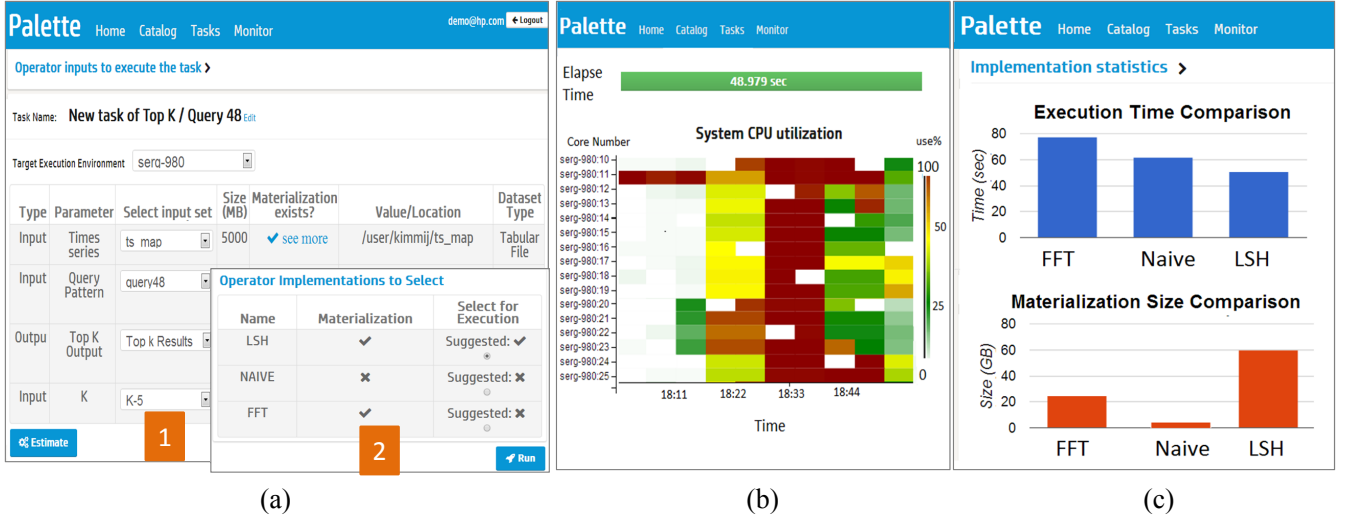 Palette Home Catalog Tasks Monitor
demo@hp.com Logout
Operator inputs to execute the task
Task Name: New task of Top K / Query 48 Edit
Target Execution Environment serg-980
Type Parameter Select input set Size (MB) Materialization exists? Value/Location Dataset Type
Input Times series ts_map 5000 see more /user/kimmij/ts_map Tabular File
Input Query Pattern query48
Outpu Top K Output Top k Results
Input K K-5
Estimate
1
Operator Implementations to Select
Name Materialization Select for Execution
LSH Suggested:
NAIVE Suggested:
FFT Suggested:
2
Run
(a)
Palette Home Catalog Tasks Monitor
Elapse Time
48.979 sec
Core Number System CPU utilization use%
serg-980:10
serg-980:11
serg-980:12
serg-980:13
serg-980:14
serg-980:15
serg-980:16
serg-980:17
serg-980:18
serg-980:19
serg-980:20
serg-980:21
serg-980:22
serg-980:23
serg-980:24
serg-980:25
100
50
25
0
18:11 18:22 18:33 18:44
Time
(b)
Palette Home Catalog Tasks Monitor
Implementation statistics
Execution Time Comparison
Time (sec)
80
60
40
20
0
FFT Naive LSH
Materialization Size Comparison
Size (GB)
80
60
40
20
0
FFT Naive LSH
(c)